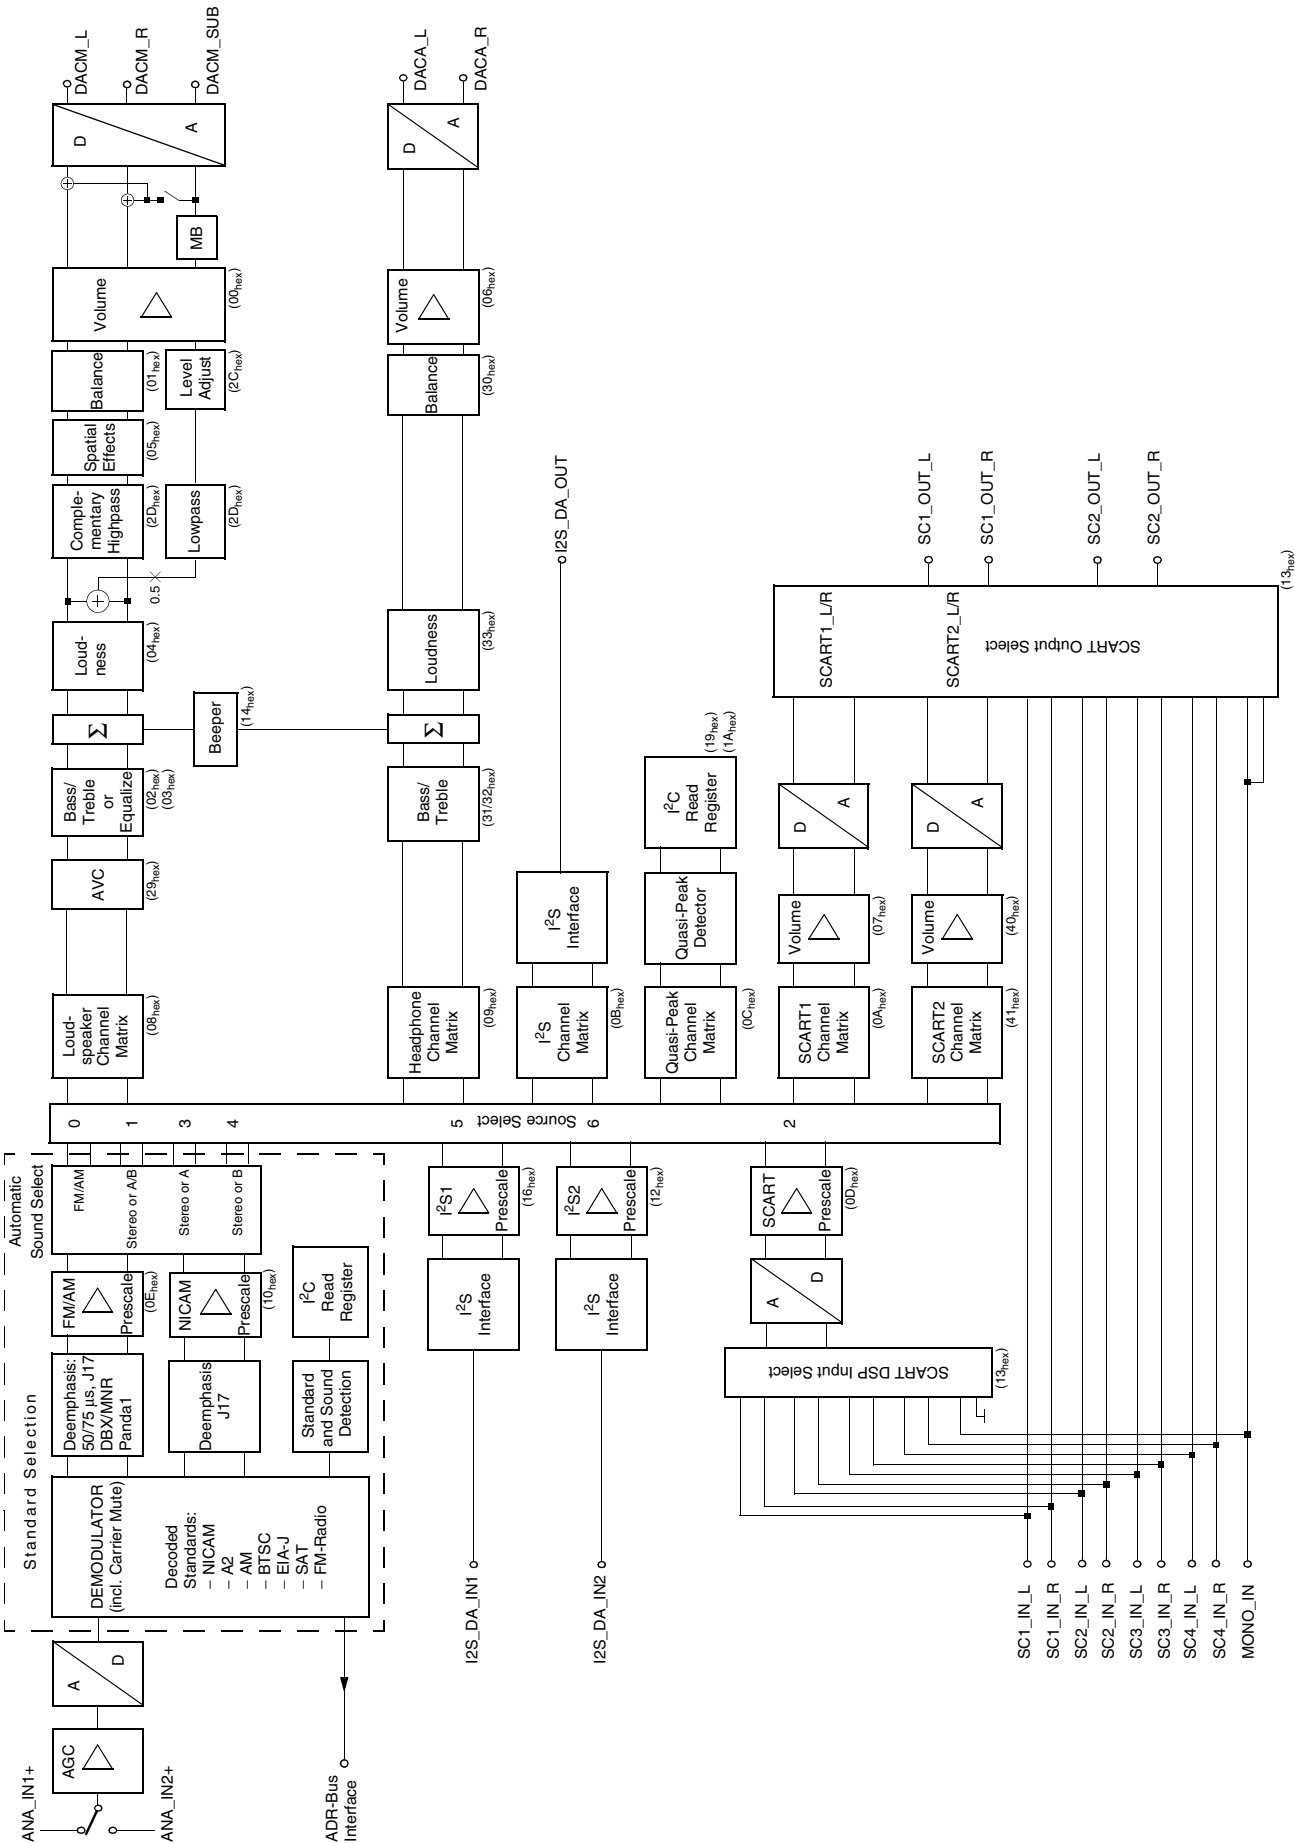 ANA_IN1+
ANA_IN2+
AGC
A
D
ADR-Bus
Interface
Standard Selection
DEMODULATOR
(incl. Carrier Mute)
Decoded
Standards:
– NICAM
– A2
– AM
– BTSC
– EIA-J
– SAT
– FM-Radio
Deemphasis:
50/75 µs, J17
DBX/MNR
Panda1
Deemphasis
J17
Standard
and Sound
Detection
FM/AM
Prescale
(0Ehex)
NICAM
Prescale
(10hex)
I2C
Read
Register
Automatic
Sound Select
FM/AM
Stereo or A/B
Stereo or A
Stereo or B
I2S_DA_IN1
I2S
Interface
I2S1
Prescale
(16hex)
I2S_DA_IN2
I2S
Interface
I2S2
Prescale
(12hex)
SC1_IN_L
SC1_IN_R
SC2_IN_L
SC2_IN_R
SC3_IN_L
SC3_IN_R
SC4_IN_L
SC4_IN_R
MONO_IN
SCART DSP Input Select
(13hex)
A
D
SCART
Prescale
(0Dhex)
Source Select
0
1
3
4
5
6
2
Loud-
speaker
Channel
Matrix
(08hex)
AVC
(29hex)
Bass/
Treble
or
Equalize
(02hex)
(03hex)
Σ
Beeper
(14hex)
Loud-
ness
(04hex)
0.5
Comple-
mentary
Highpass
(2Dhex)
Lowpass
(2Dhex)
Spatial
Effects
(05hex)
Balance
(01hex)
Level
Adjust
(2Chex)
Volume
(00hex)
MB
D
A
DACM_L
DACM_R
DACM_SUB
Headphone
Channel
Matrix
(09hex)
Bass/
Treble
(31/32hex)
Σ
Loudness
(33hex)
Balance
(30hex)
Volume
(06hex)
D
A
DACA_L
DACA_R
I2S
Channel
Matrix
(0Bhex)
I2S
Interface
I2S_DA_OUT
Quasi-Peak
Channel
Matrix
(0Chex)
Quasi-Peak
Detector
I2C
Read
Register
(19hex)
(1Ahex)
SCART1
Channel
Matrix
(0Ahex)
Volume
(07hex)
D
A
SCART2
Channel
Matrix
(41hex)
Volume
(40hex)
D
A
SCART1_L/R
SCART2_L/R
SCART Output Select
(13hex)
SC1_OUT_L
SC1_OUT_R
SC2_OUT_L
SC2_OUT_R